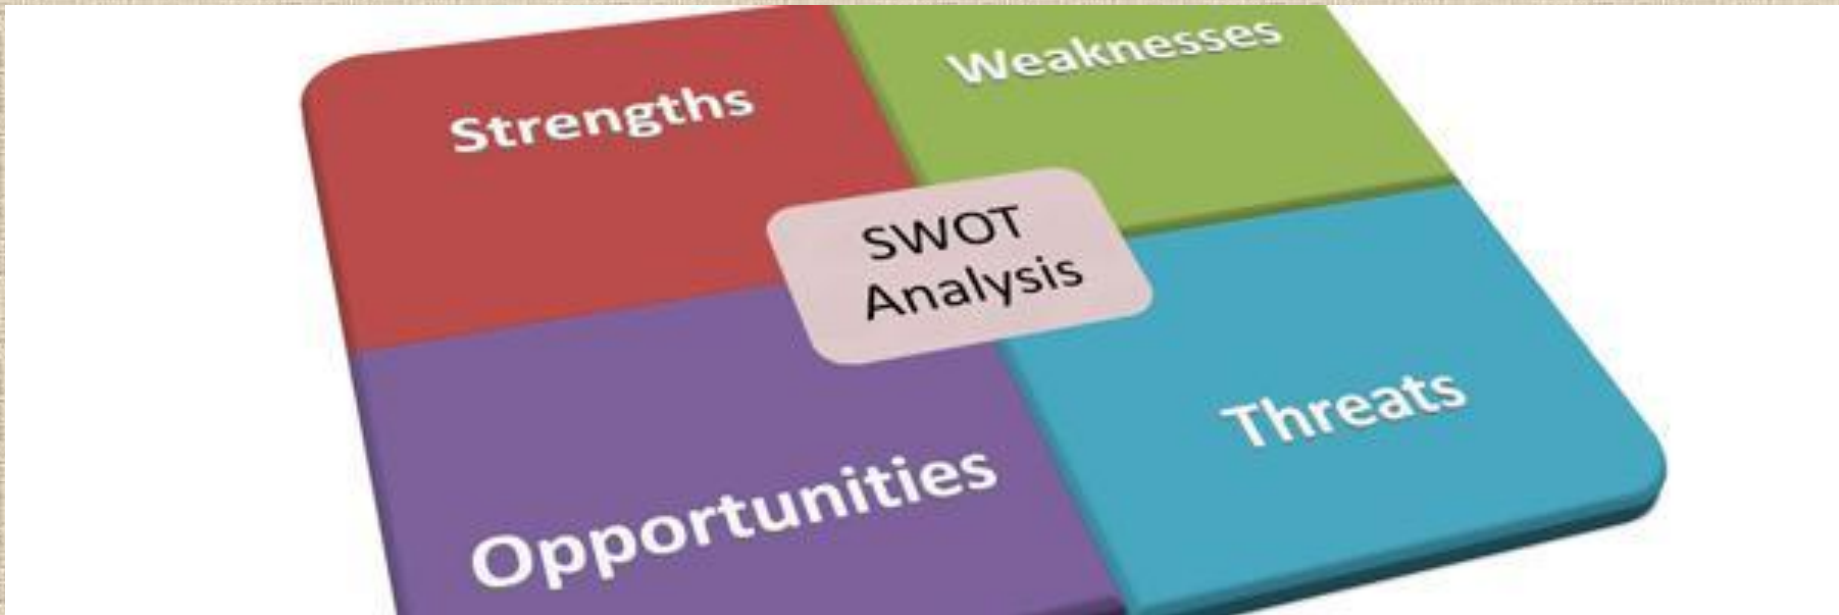 Strengths
Weaknesses
SWOT
Analysis
Opportunities
Threats